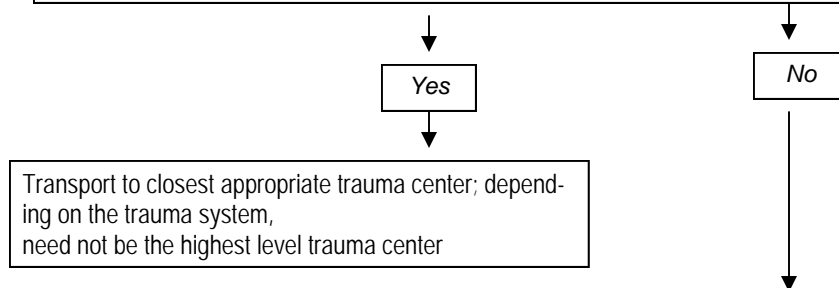 Yes
No
Transport to closest appropriate trauma center; depend-
ing on the trauma system,
need not be the highest level trauma center